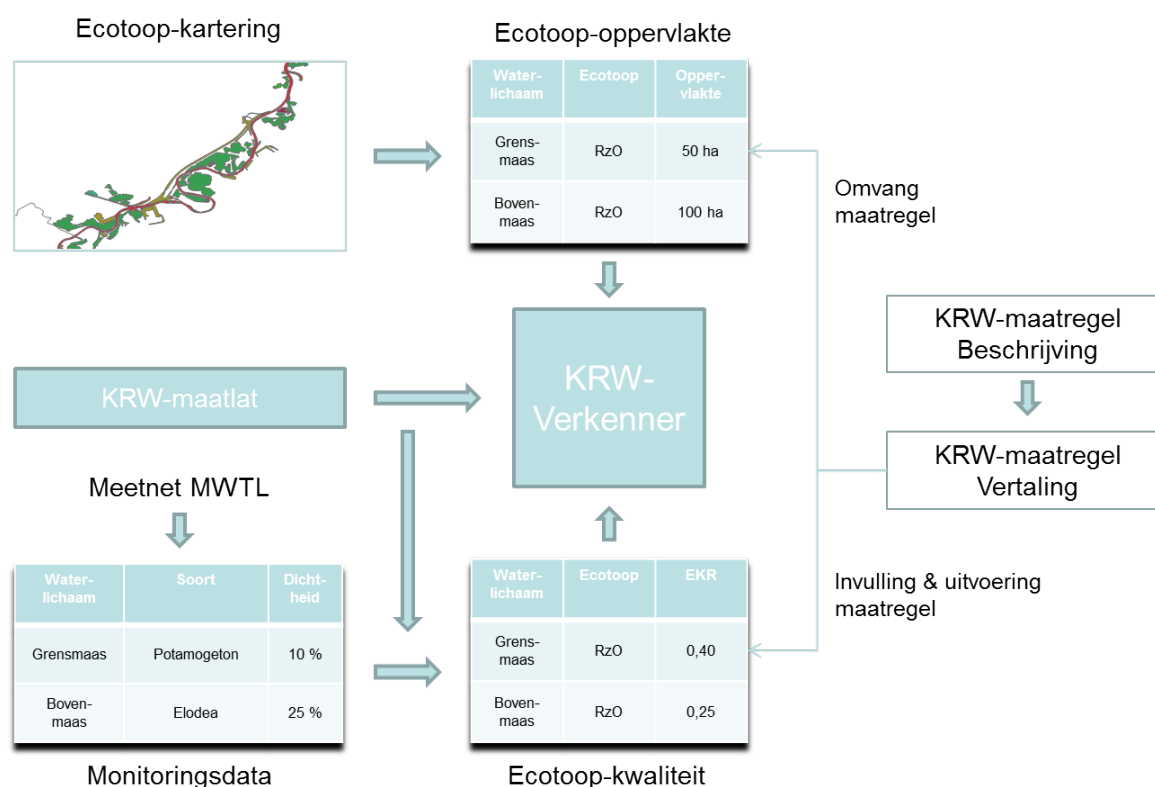 Ecotoop-kartering
Ecotoop-oppervlakte
Water-
lichaam
Ecotoop
Opper-
vlakte
Grens-
maas
RzO
50 ha
Boven-
maas
RzO
100 ha
Omvang
maatregel
KRW-maatregel
Beschrijving
KRW-maatlat
KRW-
Verkenner
KRW-maatregel
Vertaling
Meetnet MWTL
Water-
lichaam
Soort
Dicht-
heid
Grensmaas
Potamogeton
10 %
Boven-
maas
Elodea
25 %
Monitoringsdata
Water-
lichaam
Ecotoop
EKR
Grens-
maas
RzO
0,40
Boven-
maas
RzO
0,25
Ecotoop-kwaliteit
Invulling & uitvoering
maatregel